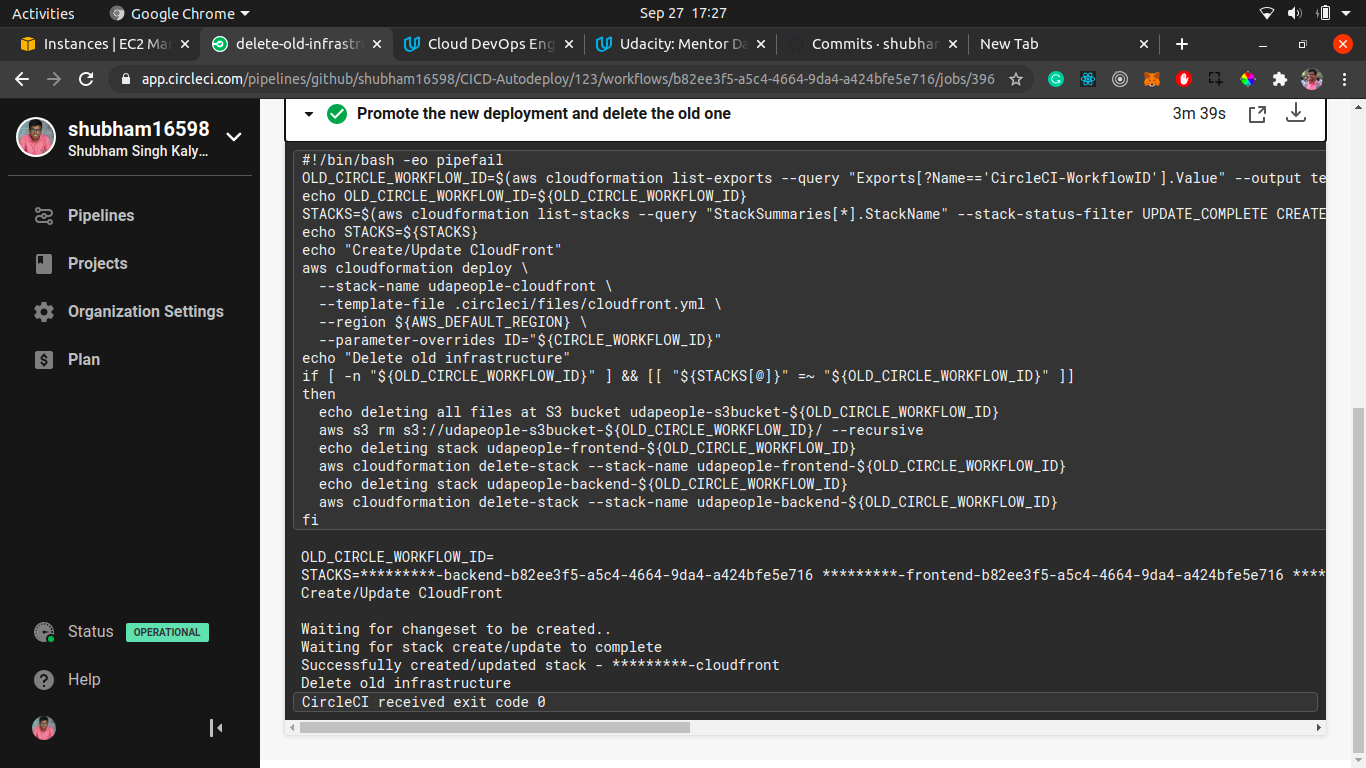 Activities
Google Chrome
Sep 27 17:27
Instances | EC2 Mar
delete-old-infrastr
Cloud DevOps Eng
Udacity: Mentor Da
Commits · shubham
New Tab
app.circleci.com/pipelines/github/shubham16598/CICD-Autodeploy/123/workflows/b82ee3f5-a5c4-4664-9da4-a424bfe5e716/jobs/396
shubham16598
Shubham Singh Kaly...
Pipelines
Projects
Organization Settings
Plan
Status OPERATIONAL
Help
Promote the new deployment and delete the old one
3m 39s
#!/bin/bash -eo pipefail
OLD_CIRCLE_WORKFLOW_ID=$(aws cloudformation list-exports --query "Exports[?Name=='CircleCI-WorkflowID'].Value" --output te
echo OLD_CIRCLE_WORKFLOW_ID=${OLD_CIRCLE_WORKFLOW_ID}
STACKS=$(aws cloudformation list-stacks --query "StackSummaries[*].StackName" --stack-status-filter UPDATE_COMPLETE CREATE
echo STACKS=${STACKS}
echo "Create/Update CloudFront"
aws cloudformation deploy \
--stack-name udapeople-cloudfront \
--template-file .circleci/files/cloudfront.yml \
--region ${AWS_DEFAULT_REGION} \
--parameter-overrides ID="${CIRCLE_WORKFLOW_ID}"
echo "Delete old infrastructure"
if [ -n "${OLD_CIRCLE_WORKFLOW_ID}" ] && [[ "${STACKS[@]}" =~ "${OLD_CIRCLE_WORKFLOW_ID}" ]]
then
echo deleting all files at S3 bucket udapeople-s3bucket-${OLD_CIRCLE_WORKFLOW_ID}
aws s3 rm s3://udapeople-s3bucket-${OLD_CIRCLE_WORKFLOW_ID}/ --recursive
echo deleting stack udapeople-frontend-${OLD_CIRCLE_WORKFLOW_ID}
aws cloudformation delete-stack --stack-name udapeople-frontend-${OLD_CIRCLE_WORKFLOW_ID}
echo deleting stack udapeople-backend-${OLD_CIRCLE_WORKFLOW_ID}
aws cloudformation delete-stack --stack-name udapeople-backend-${OLD_CIRCLE_WORKFLOW_ID}
fi
OLD_CIRCLE_WORKFLOW_ID=
STACKS=*********-backend-b82ee3f5-a5c4-4664-9da4-a424bfe5e716 *********-frontend-b82ee3f5-a5c4-4664-9da4-a424bfe5e716 ****
Create/Update CloudFront
Waiting for changeset to be created..
Waiting for stack create/update to complete
Successfully created/updated stack - *********-cloudfront
Delete old infrastructure
CircleCI received exit code 0